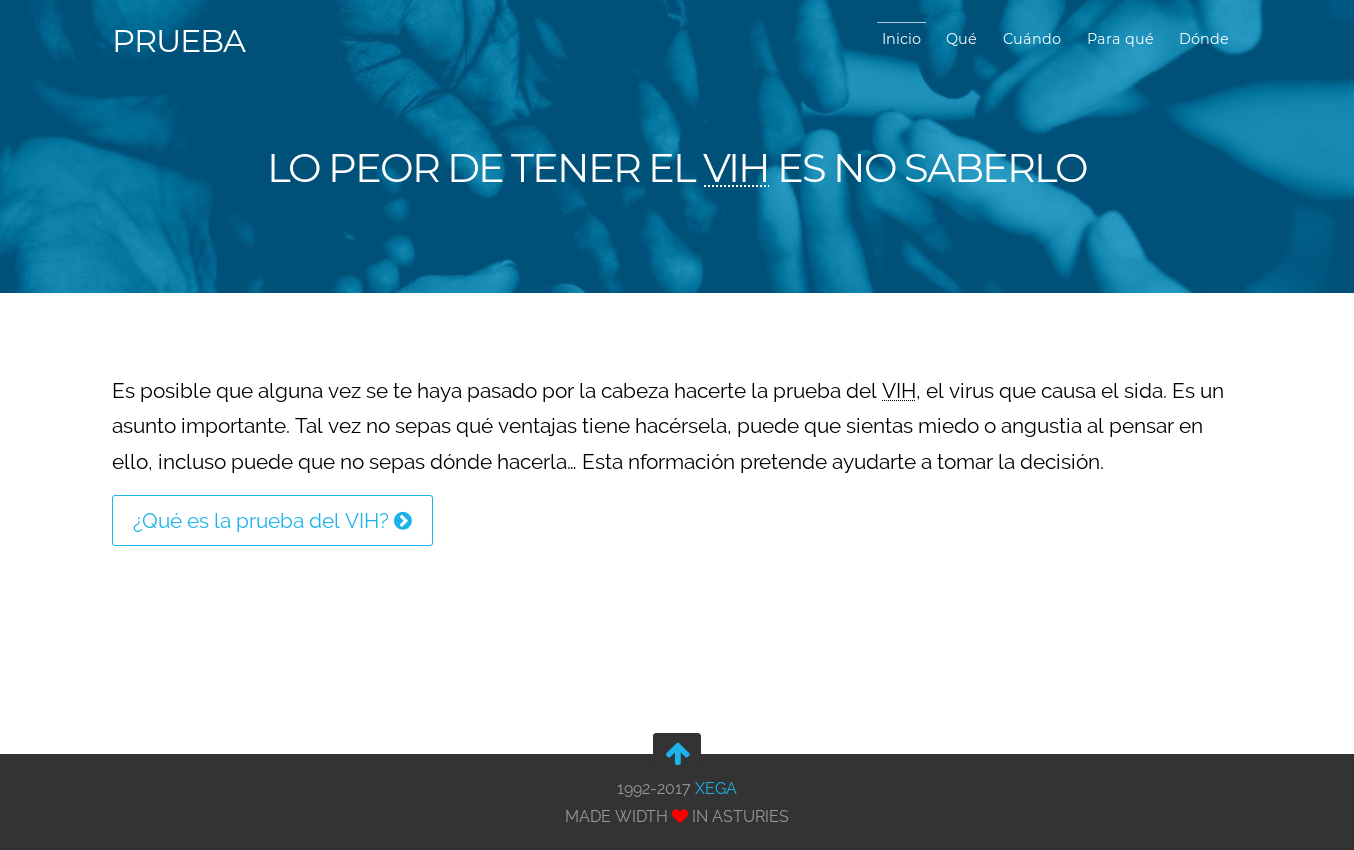 PRUEBA
Inicio Qué Cuándo Para qué Dónde
LO PEOR DE TENER EL VIH ES NO SABERLO
Es posible que alguna vez se te haya pasado por la cabeza hacerte la prueba del VIH, el virus que causa el sida. Es un
asunto importante. Tal vez no sepas qué ventajas tiene hacérsela, puede que sientas miedo o angustia al pensar en
ello, incluso puede que no sepas dónde hacerla… Esta nformación pretende ayudarte a tomar la decisión.
¿Qué es la prueba del VIH?
1992-2017 XEGA
MADE WIDTH ❤ IN ASTURIES